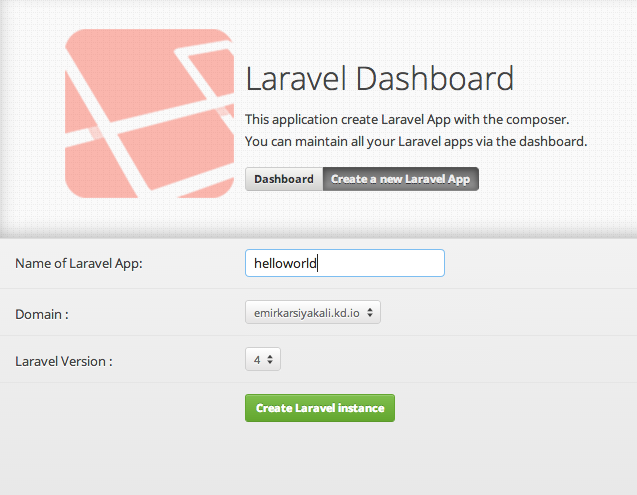 Laravel Dashboard
This application create Laravel App with the composer.
You can maintain all your Laravel apps via the dashboard.
Dashboard Create a new Laravel App
Name of Laravel App: helloworld
Domain : emirkarsiyakali.kd.io
Laravel Version : 4
Create Laravel instance